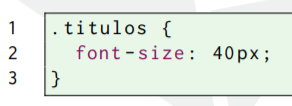 1 .titulos {
2   font-size: 40px;
3 }